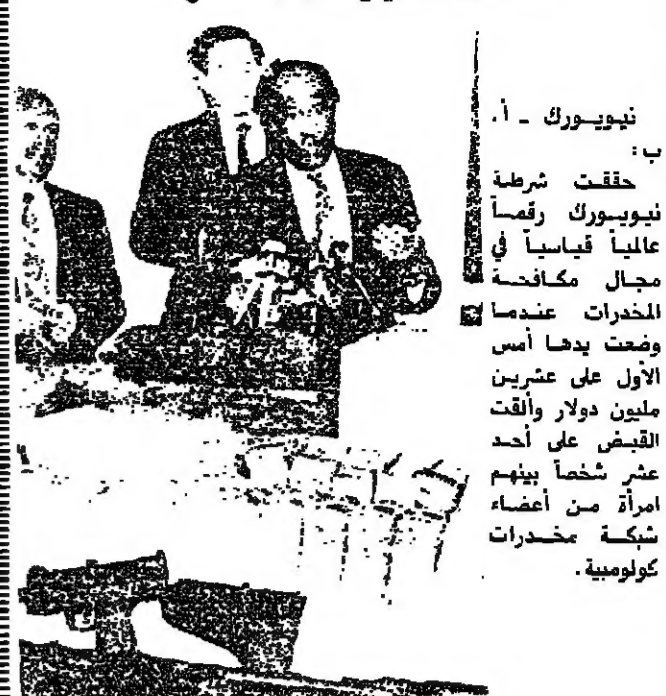 نيويورك - أ.
ب :
حققت شرطة
نيويورك رقماً
عالمياً قياسياً في
مجال مكافحة
المخدرات عندما
وضعت يدها أمس
الأول على عشرين
مليون دولار وألقت
القبض على أحد
عشر شخصاً بينهم
امرأة من أعضاء
شبكة مخدرات
كولومبية .